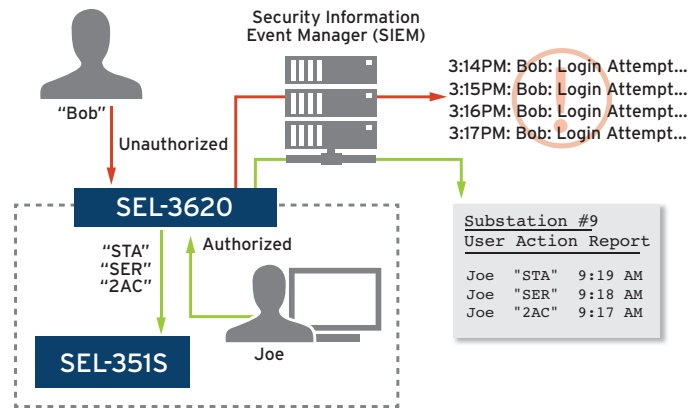 Security Information
Event Manager (SIEM)
3:14PM: Bob: Login Attempt...
3:15PM: Bob: Login Attempt...
3:16PM: Bob: Login Attempt...
3:17PM: Bob: Login Attempt...
!
“Bob”
Unauthorized
SEL-3620
“STA”
“SER”
“2AC”
Authorized
Joe
SEL-351S
Substation #9
User Action Report
Joe "STA" 9:19 AM
Joe "SER" 9:18 AM
Joe "2AC" 9:17 AM